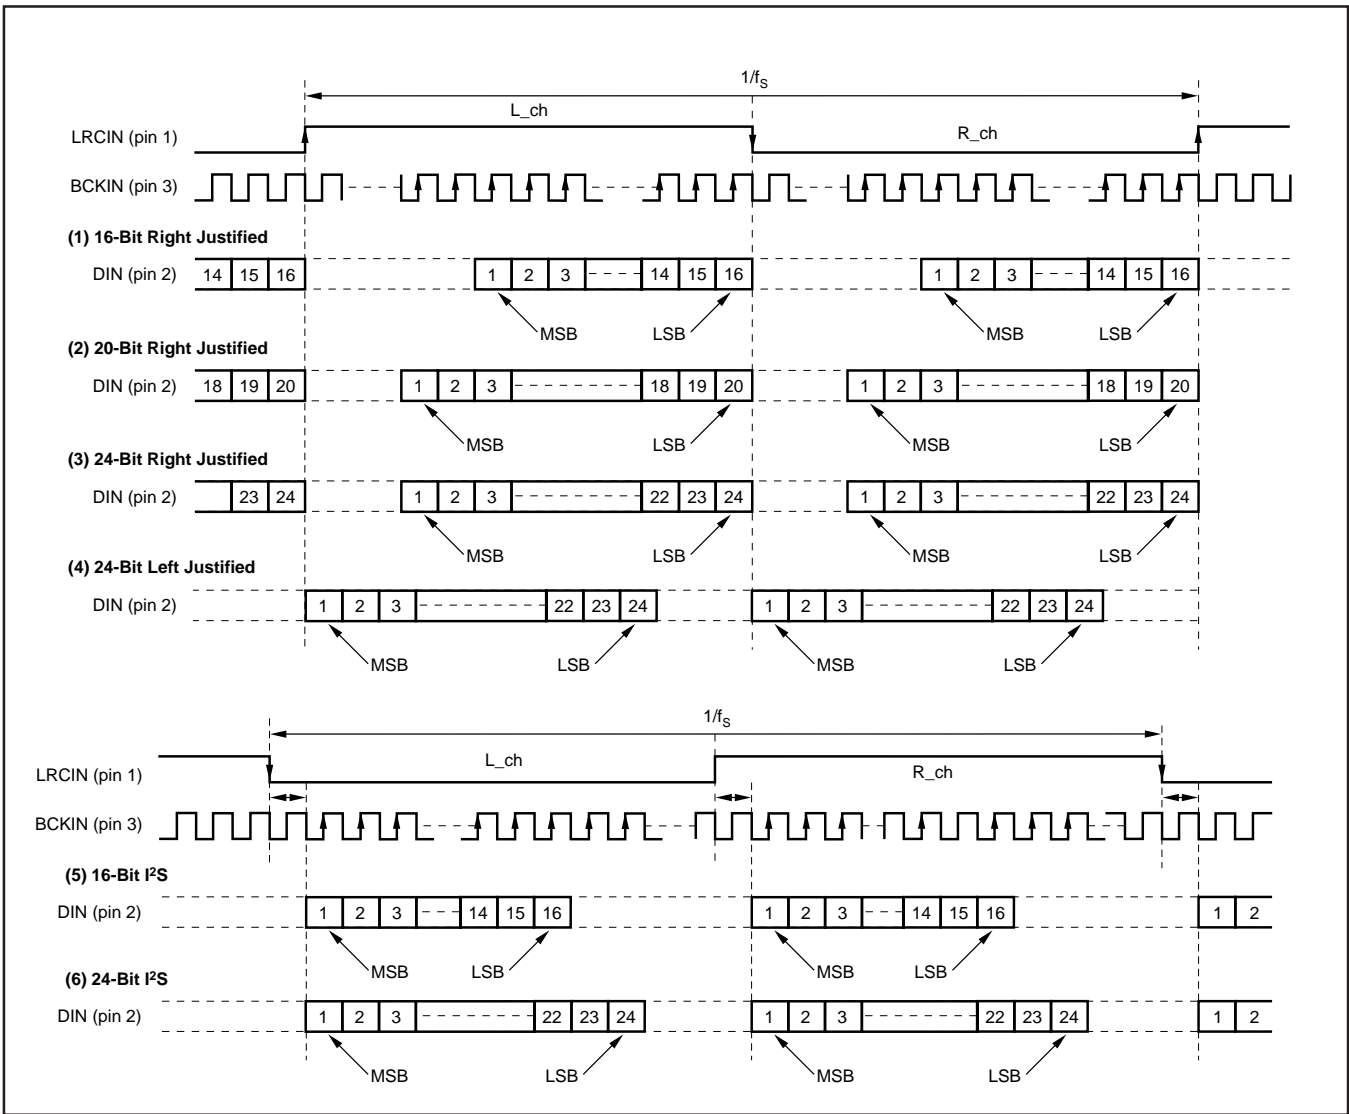 1/fS
L_ch
LRCIN (pin 1)
R_ch
BCKIN (pin 3)
(1) 16-Bit Right Justified
DIN (pin 2) 14 15 16 1 2 3 14 15 16 1 2 3 14 15 16
MSB LSB MSB LSB
(2) 20-Bit Right Justified
DIN (pin 2) 18 19 20 1 2 3 18 19 20 1 2 3 18 19 20
MSB LSB MSB LSB
(3) 24-Bit Right Justified
DIN (pin 2) 23 24 1 2 3 22 23 24 1 2 3 22 23 24
MSB LSB MSB LSB
(4) 24-Bit Left Justified
DIN (pin 2) 1 2 3 22 23 24 1 2 3 22 23 24
MSB LSB MSB LSB
1/fS
L_ch
LRCIN (pin 1)
R_ch
BCKIN (pin 3)
(5) 16-Bit I²S
DIN (pin 2) 1 2 3 14 15 16 1 2 3 14 15 16 1 2
MSB LSB MSB LSB
(6) 24-Bit I²S
DIN (pin 2) 1 2 3 22 23 24 1 2 3 22 23 24 1 2
MSB LSB MSB LSB